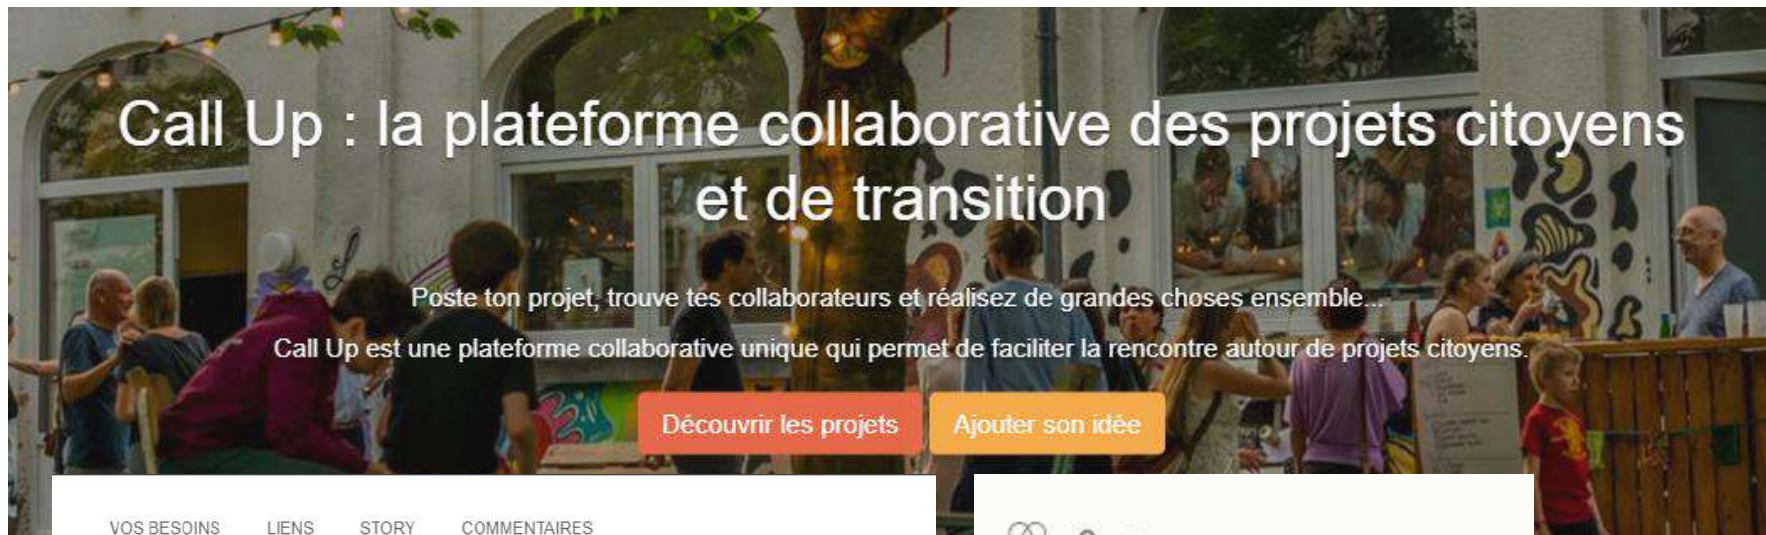 Call Up : la plateforme collaborative des projets citoyens
et de transition
Poste ton projet, trouve tes collaborateurs et réalisez de grandes choses ensemble...
Call Up est une plateforme collaborative unique qui permet de faciliter la rencontre autour de projets citoyens.
Découvrir les projets
Ajouter son idée
VOS BESOINS
LIENS
STORY
COMMENTAIRES